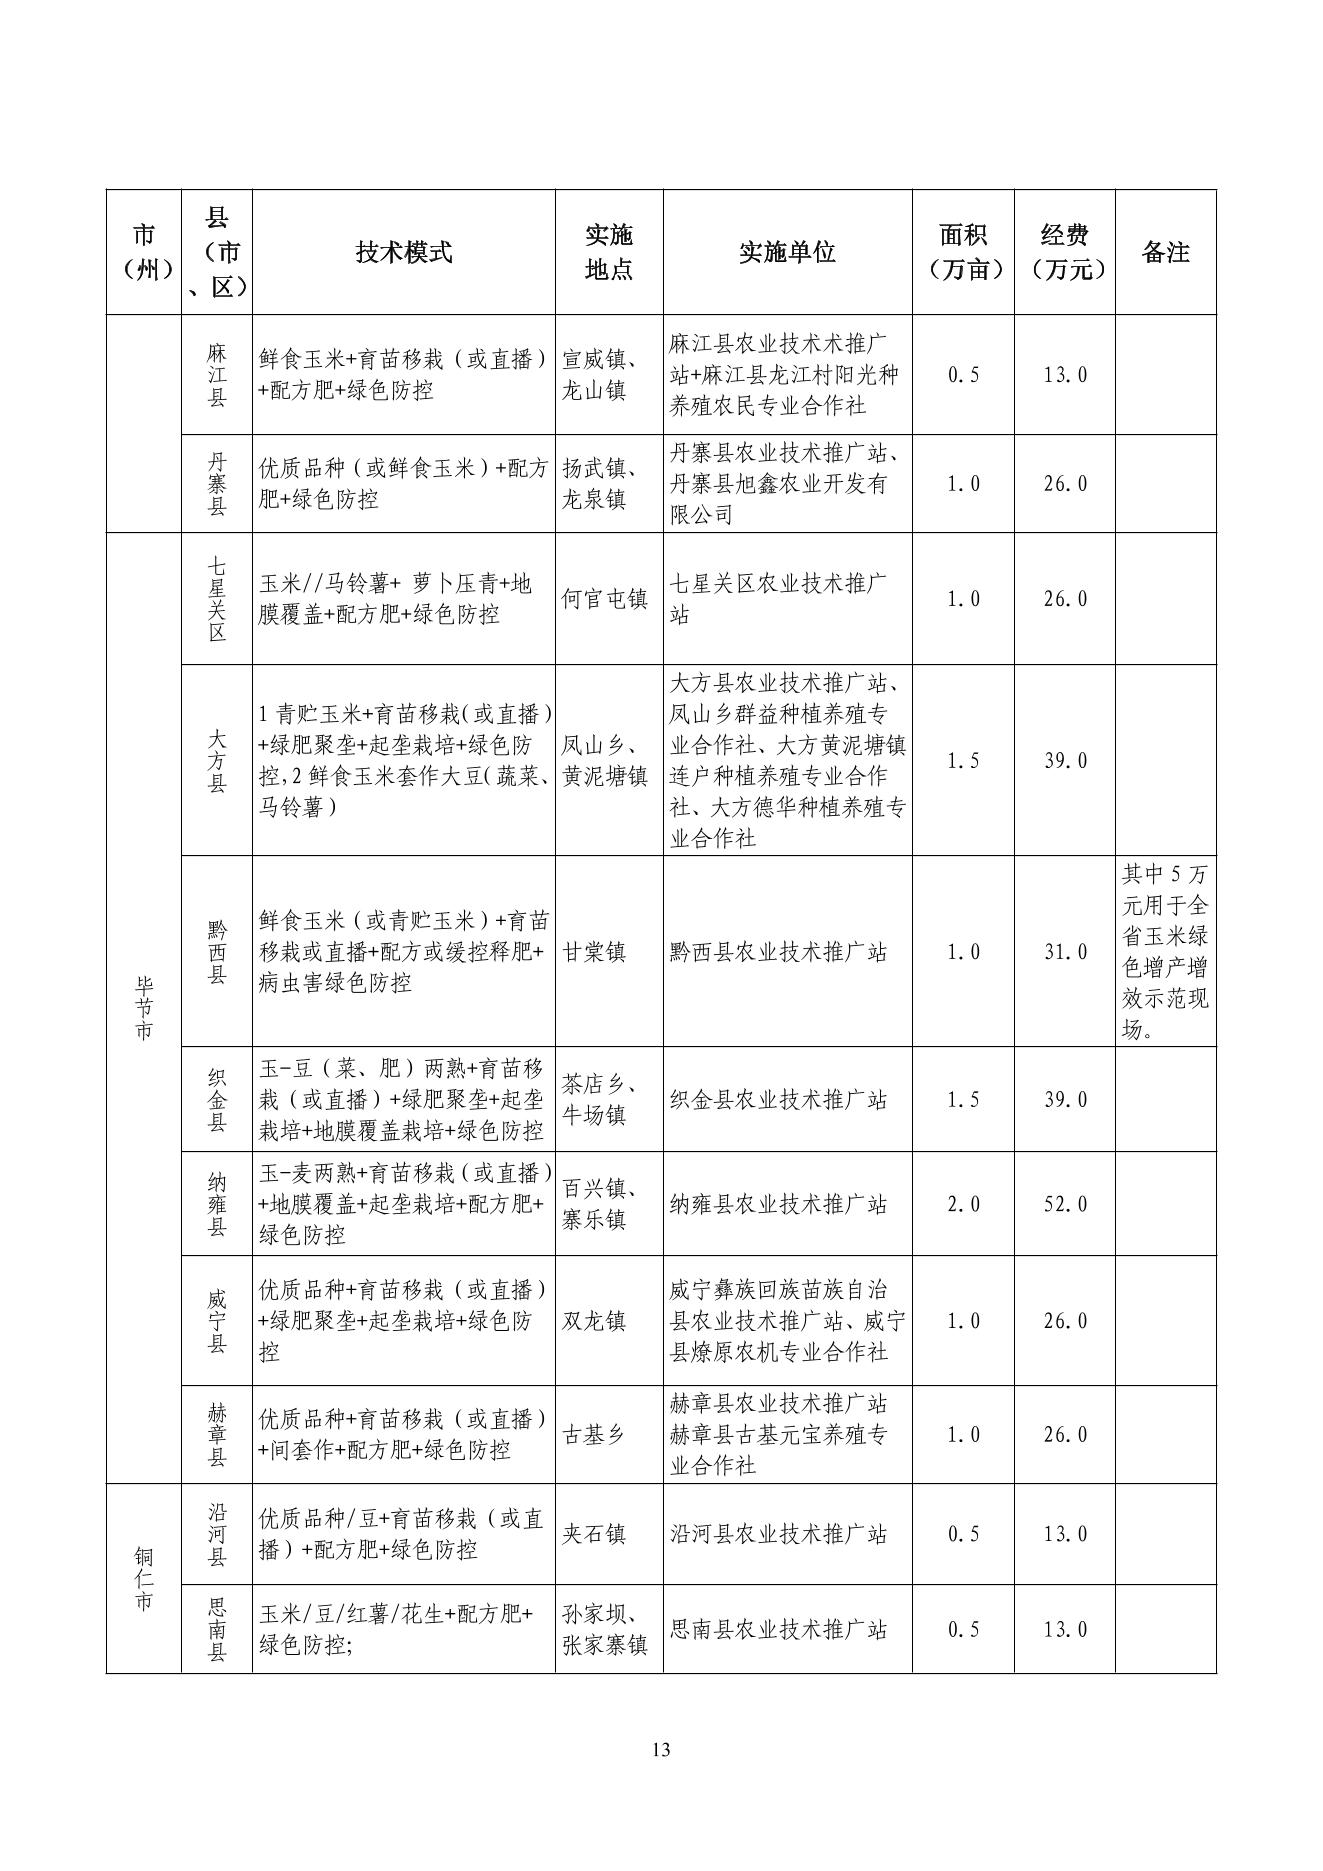 市
（州）
县
（市
、区）
技术模式
实施
地点
实施单位
面积
（万亩）
经费
（万元）
备注
麻江县
鲜食玉米+育苗移栽（或直播）
+配方肥+绿色防控
宣威镇、
龙山镇
麻江县农业技术术推广
站+麻江县龙江村阳光种
养殖农民专业合作社
0.5
13.0
丹寨县
优质品种（或鲜食玉米）+配方
肥+绿色防控
扬武镇、
龙泉镇
丹寨县农业技术推广站、
丹寨县旭鑫农业开发有
限公司
1.0
26.0
毕节市
七星关区
玉米//马铃薯+ 萝卜压青+地
膜覆盖+配方肥+绿色防控
何官屯镇
七星关区农业技术推广
站
1.0
26.0
大方县
1 青贮玉米+育苗移栽(或直播)
+绿肥聚垄+起垄栽培+绿色防
控,2 鲜食玉米套作大豆(蔬菜、
马铃薯)
凤山乡、
黄泥塘镇
大方县农业技术推广站、
凤山乡群益种植养殖专
业合作社、大方黄泥塘镇
连户种植养殖专业合作
社、大方德华种植养殖专
业合作社
1.5
39.0
黔西县
鲜食玉米（或青贮玉米）+育苗
移栽或直播+配方或缓控释肥+
病虫害绿色防控
甘棠镇
黔西县农业技术推广站
1.0
31.0
其中 5 万
元用于全
省玉米绿
色增产增
效示范现
场。
织金县
玉-豆（菜、肥）两熟+育苗移
栽（或直播）+绿肥聚垄+起垄
栽培+地膜覆盖栽培+绿色防控
茶店乡、
牛场镇
织金县农业技术推广站
1.5
39.0
纳雍县
玉-麦两熟+育苗移栽(或直播)
+地膜覆盖+起垄栽培+配方肥+
绿色防控
百兴镇、
寨乐镇
纳雍县农业技术推广站
2.0
52.0
威宁县
优质品种+育苗移栽（或直播）
+绿肥聚垄+起垄栽培+绿色防
控
双龙镇
威宁彝族回族苗族自治
县农业技术推广站、威宁
县燎原农机专业合作社
1.0
26.0
赫章县
优质品种+育苗移栽（或直播）
+间套作+配方肥+绿色防控
古基乡
赫章县农业技术推广站
赫章县古基元宝养殖专
业合作社
1.0
26.0
铜仁市
沿河县
优质品种/豆+育苗移栽（或直
播）+配方肥+绿色防控
夹石镇
沿河县农业技术推广站
0.5
13.0
思南县
玉米/豆/红薯/花生+配方肥+
绿色防控;
孙家坝、
张家寨镇
思南县农业技术推广站
0.5
13.0
13